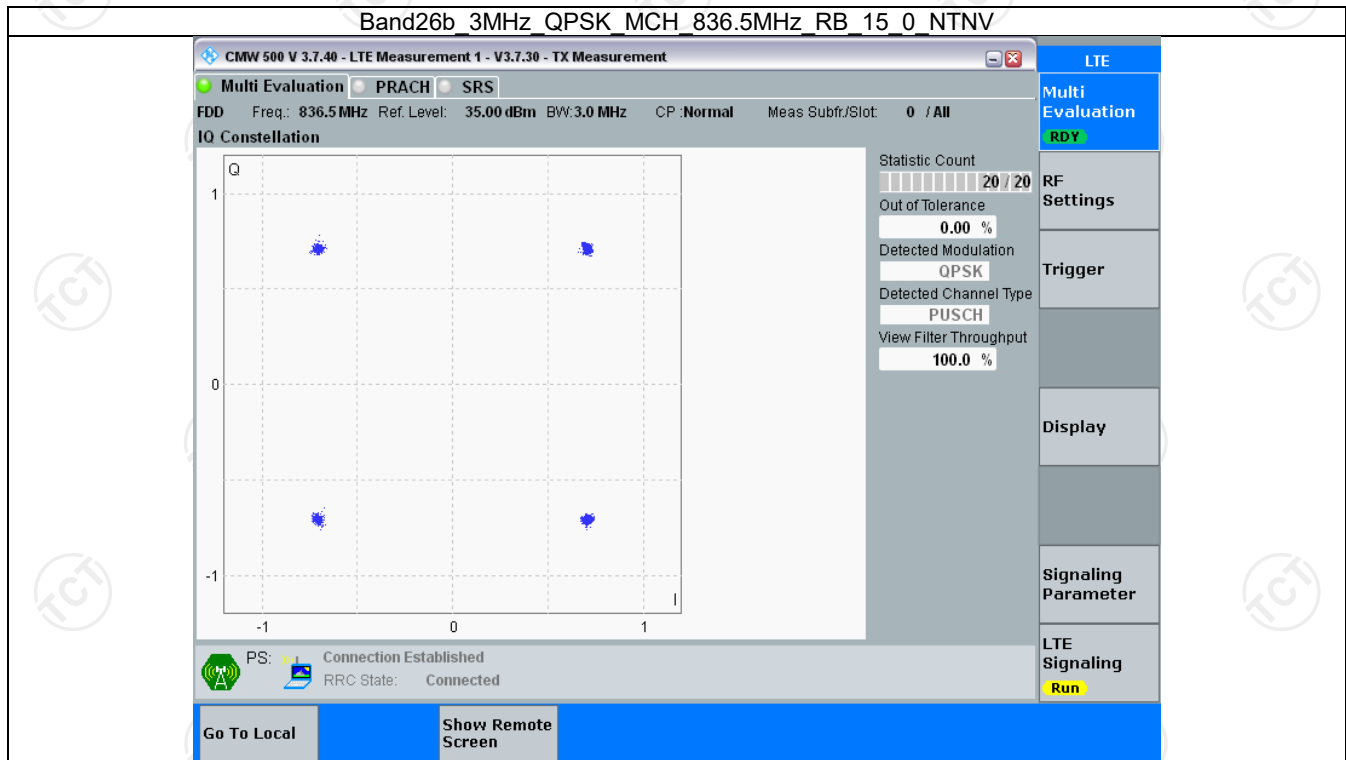 Band26b_3MHz_QPSK_MCH_836.5MHz_RB_15_0_NTNV
CMW 500 V 3.7.40 - LTE Measurement 1 - V3.7.30 - TX Measurement
LTE
Multi Evaluation PRACH SRS
FDD Freq.: 836.5 MHz Ref. Level: 35.00 dBm BW: 3.0 MHz CP :Normal Meas Subfr./Slot: 0 / All
IQ Constellation
Q
1
0
-1
-1 0 1
I
Statistic Count
20 / 20
Out of Tolerance
0.00 %
Detected Modulation
QPSK
Detected Channel Type
PUSCH
View Filter Throughput
100.0 %
Multi
Evaluation
RDY
RF
Settings
Trigger
Display
Signaling
Parameter
LTE
Signaling
Run
PS: Connection Established
RRC State: Connected
Go To Local
Show Remote
Screen
TCT
TCT
TCT
TCT